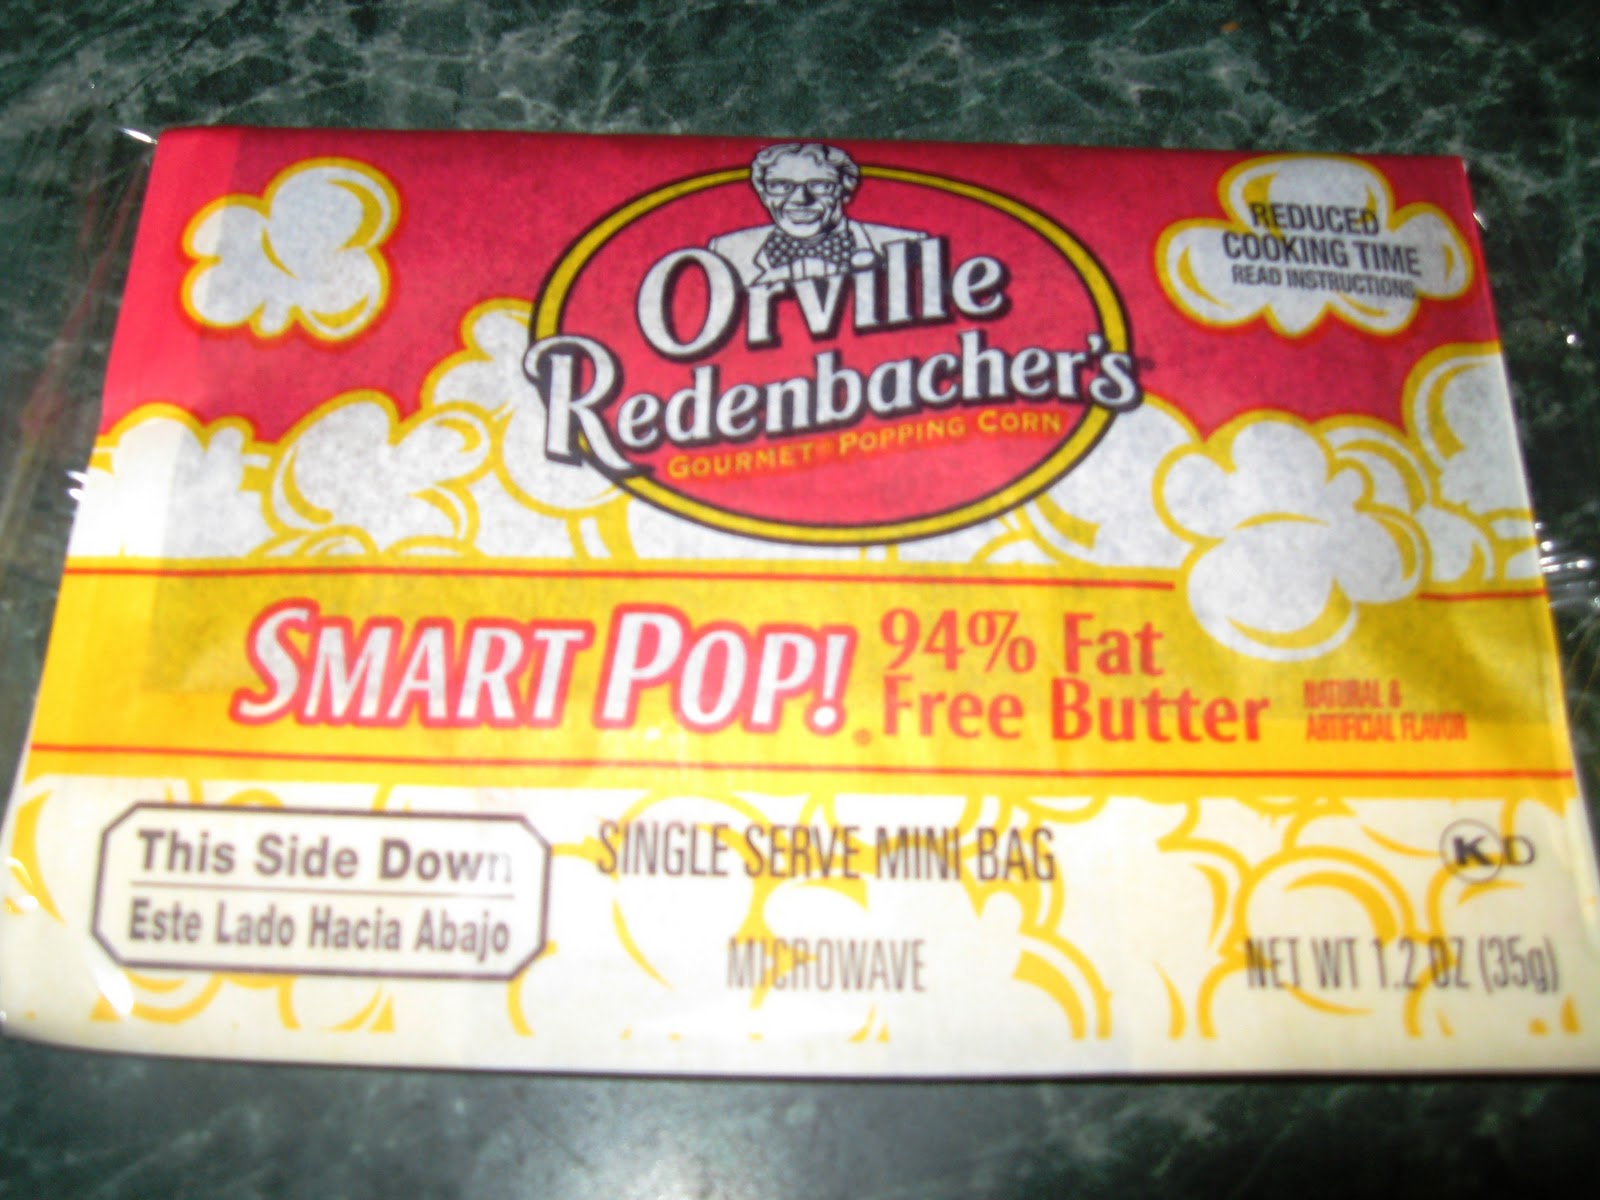 REDUCED
COOKING TIME
READ INSTRUCTIONS
Orville
Redenbacher's
GOURMET® POPPING CORN
SMART POP!®
94% Fat
Free Butter
NATURAL &
ARTIFICIAL FLAVOR
This Side Down
Este Lado Hacia Abajo
SINGLE SERVE MINI BAG
MICROWAVE
K D
NET WT 1.2 OZ (35g)